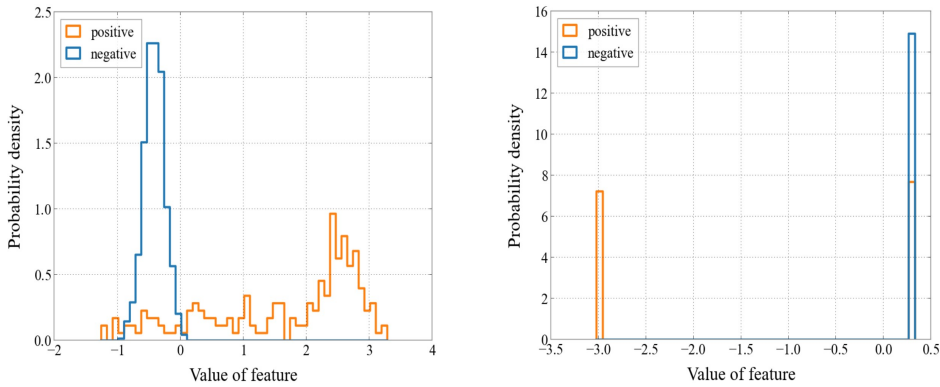 2.5
positive
negative
2.0
1.5
1.0
0.5
0.0
−2 −1 0 1 2 3 4
Probability density
Value of feature
16
positive
negative
14
12
10
8
6
4
2
0
−3.5 −3.0 −2.5 −2.0 −1.5 −1.0 −0.5 0.0 0.5
Probability density
Value of feature